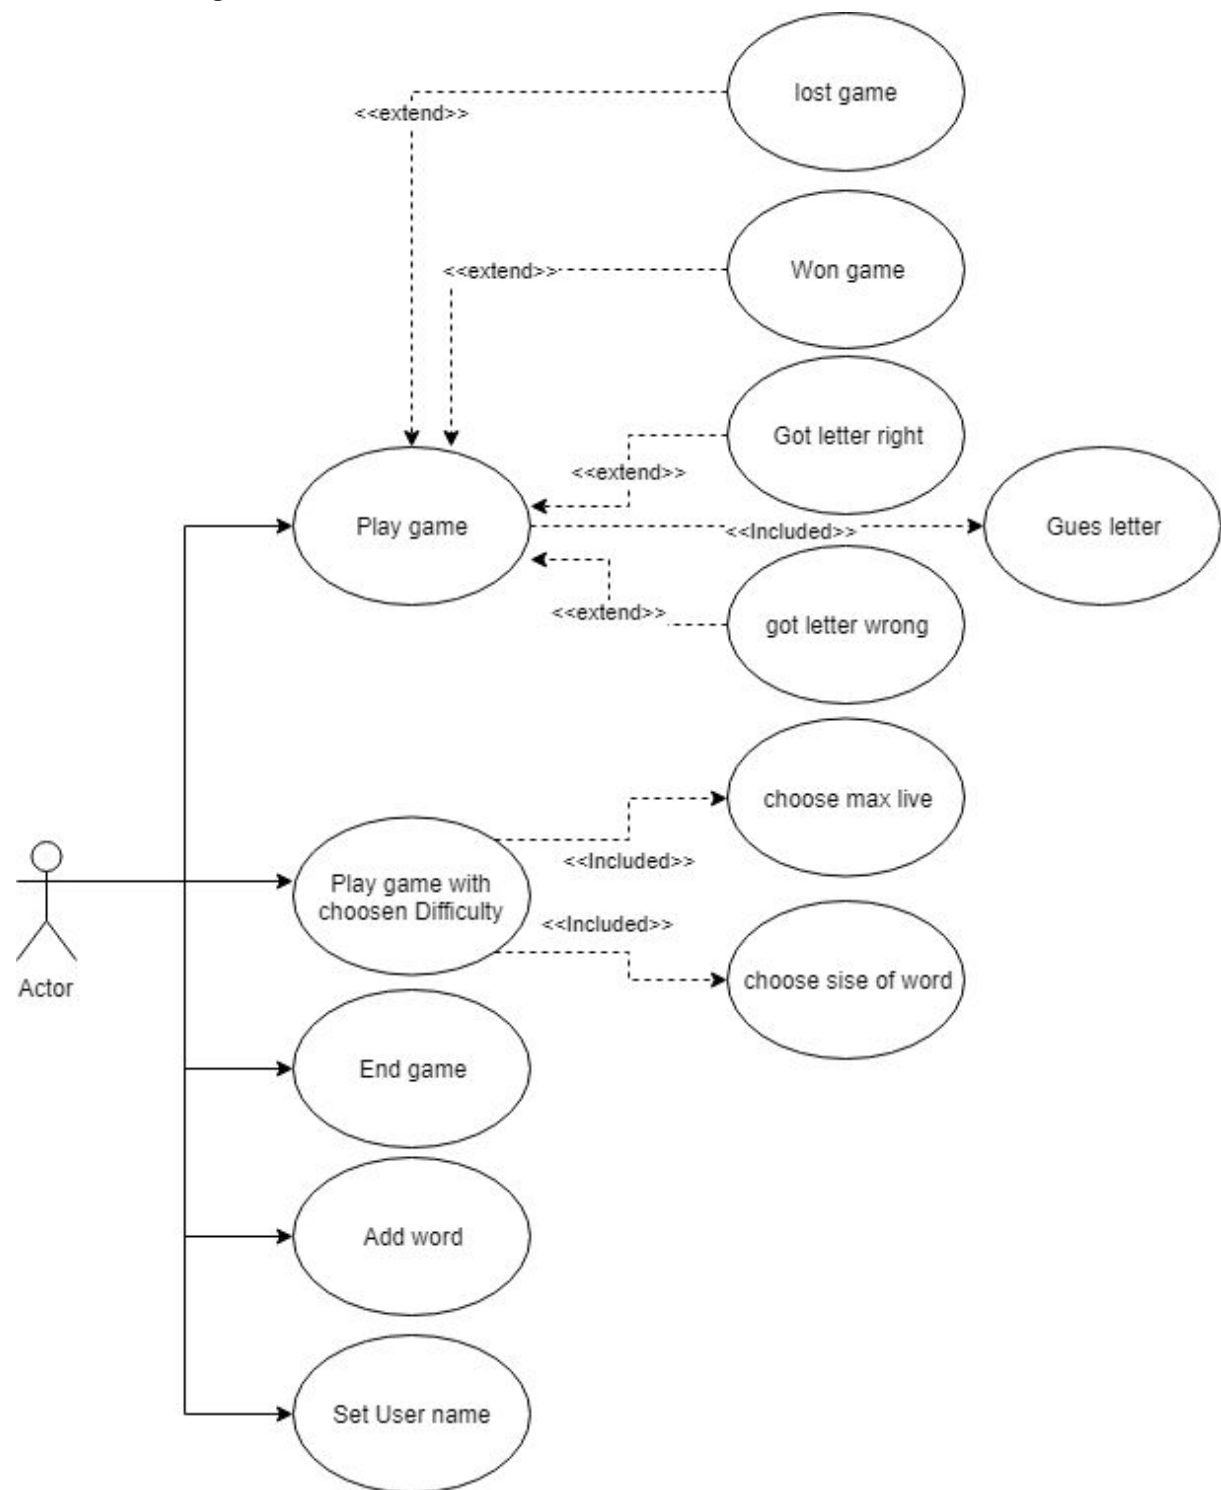 lost game
<<extend>>
Won game
<<extend>>
Got letter right
<<extend>>
Play game
<<Included>>
Gues letter
<<extend>>
got letter wrong
choose max live
<<Included>>
Play game with
choosen Difficulty
<<Included>>
choose sise of word
Actor
End game
Add word
Set User name